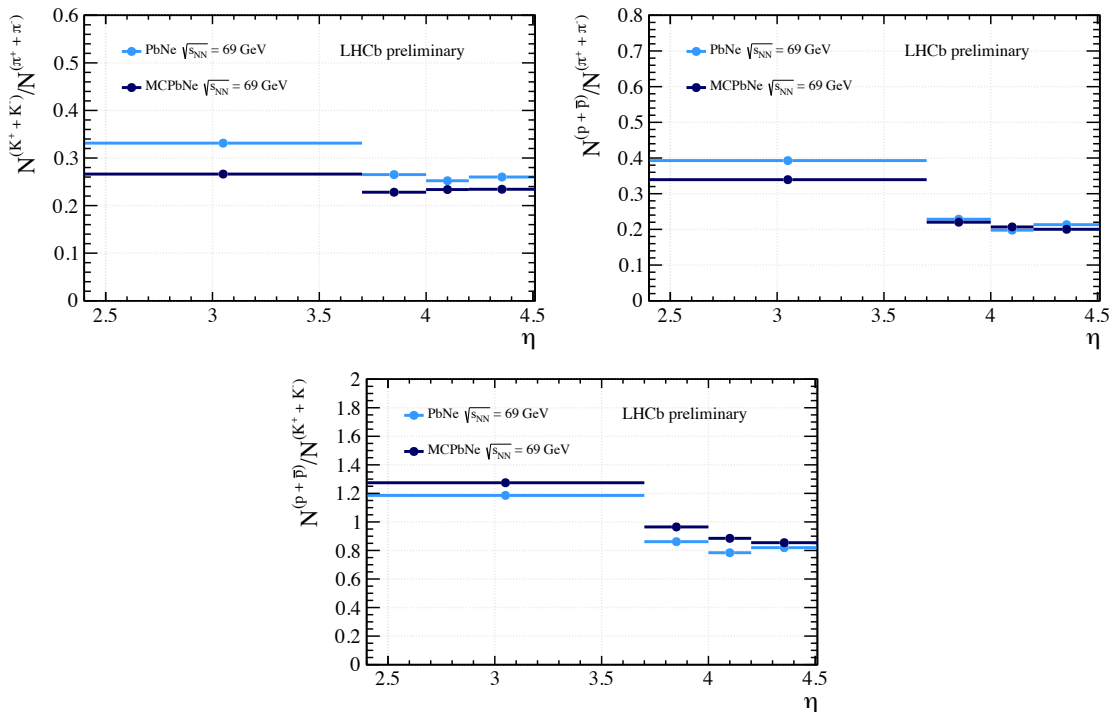 N(K⁺ + K⁻)/N(π⁺ + π⁻)
0.6
0.5
0.4
0.3
0.2
0.1
0
PbNe √sNN = 69 GeV
LHCb preliminary
MCPbNe √sNN = 69 GeV
2.5 3 3.5 4 4.5
η
N(p + p̅)/N(π⁺ + π⁻)
0.8
0.7
0.6
0.5
0.4
0.3
0.2
0.1
0
PbNe √sNN = 69 GeV
LHCb preliminary
MCPbNe √sNN = 69 GeV
2.5 3 3.5 4 4.5
η
N(p + p̅)/N(K⁺ + K⁻)
2
1.8
1.6
1.4
1.2
1
0.8
0.6
0.4
0.2
0
PbNe √sNN = 69 GeV
LHCb preliminary
MCPbNe √sNN = 69 GeV
2.5 3 3.5 4 4.5
η